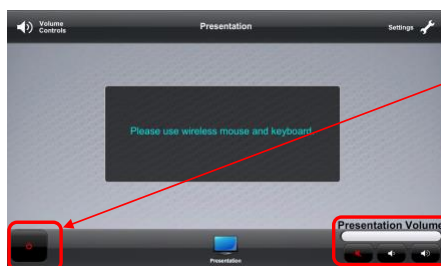 Volume
Controls
Presentation
Settings
Please use wireless mouse and keyboard.
Presentation Volume
Presentation